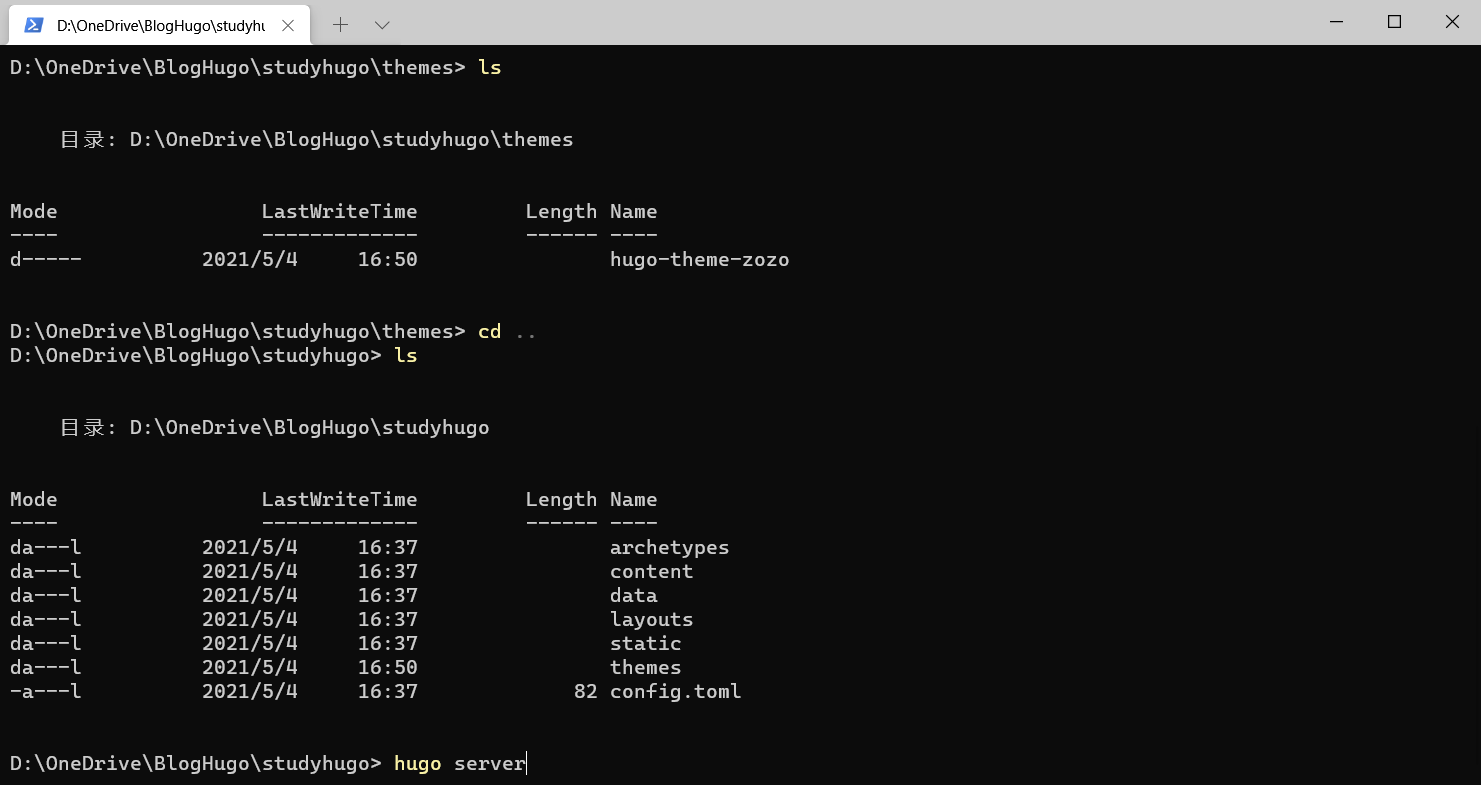 D:\OneDrive\BlogHugo\studyhu
D:\OneDrive\BlogHugo\studyhugo\themes> ls
目录: D:\OneDrive\BlogHugo\studyhugo\themes
Mode                 LastWriteTime         Length Name
----                 -------------         ------ ----
d-----          2021/5/4     16:50                hugo-theme-zozo
D:\OneDrive\BlogHugo\studyhugo\themes> cd ..
D:\OneDrive\BlogHugo\studyhugo> ls
目录: D:\OneDrive\BlogHugo\studyhugo
Mode                 LastWriteTime         Length Name
----                 -------------         ------ ----
da---l          2021/5/4     16:37                archetypes
da---l          2021/5/4     16:37                content
da---l          2021/5/4     16:37                data
da---l          2021/5/4     16:37                layouts
da---l          2021/5/4     16:37                static
da---l          2021/5/4     16:50                themes
-a---l          2021/5/4     16:37             82 config.toml
D:\OneDrive\BlogHugo\studyhugo> hugo server